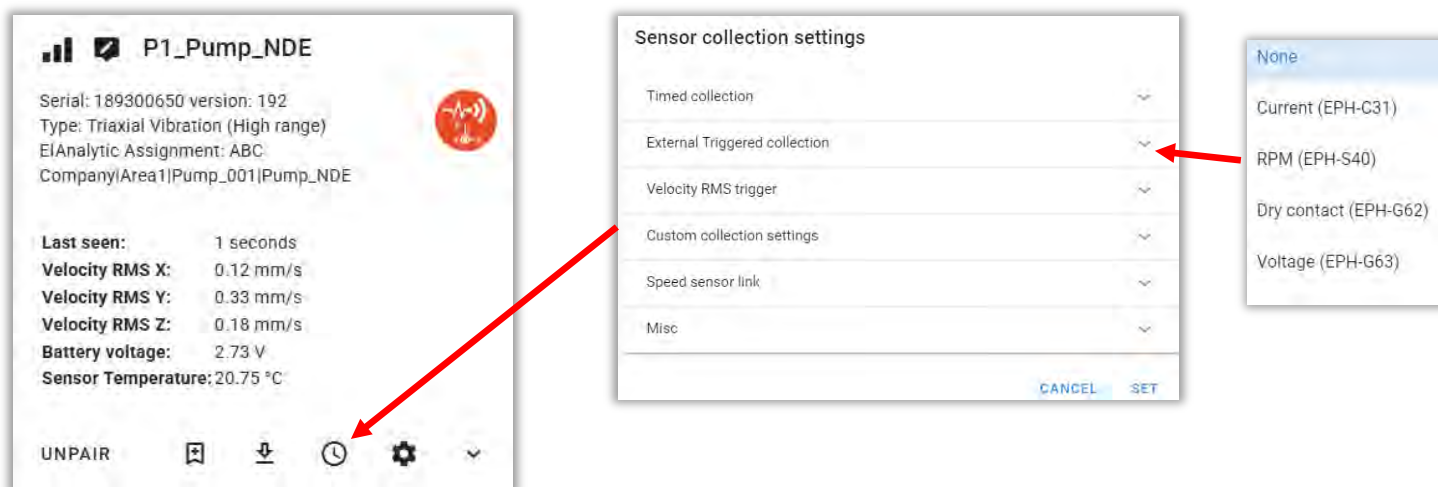 P1_Pump_NDE
Serial: 189300650 version: 192
Type: Triaxial Vibration (High range)
EIAnalytic Assignment: ABC
Company|Area1|Pump_001|Pump_NDE
Last seen: 1 seconds
Velocity RMS X: 0.12 mm/s
Velocity RMS Y: 0.33 mm/s
Velocity RMS Z: 0.18 mm/s
Battery voltage: 2.73 V
Sensor Temperature: 20.75 °C
UNPAIR
Sensor collection settings
Timed collection
External Triggered collection
Velocity RMS trigger
Custom collection settings
Speed sensor link
Misc
CANCEL SET
None
Current (EPH-C31)
RPM (EPH-S40)
Dry contact (EPH-G62)
Voltage (EPH-G63)